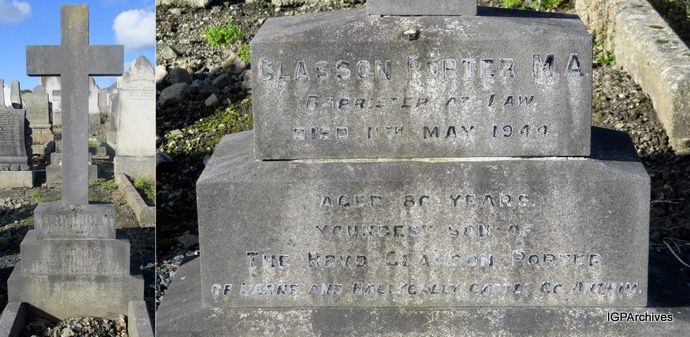 CLASSON PORTER M.A.
BARRISTER AT LAW
DIED 11TH MAY 1944
AGED 80 YEARS
YOUNGEST SON OF
THE REVD CLASSON PORTER
OF LARNE AND BALLYGALLY CASTLE CO. ANTRIM.
IGPArchives